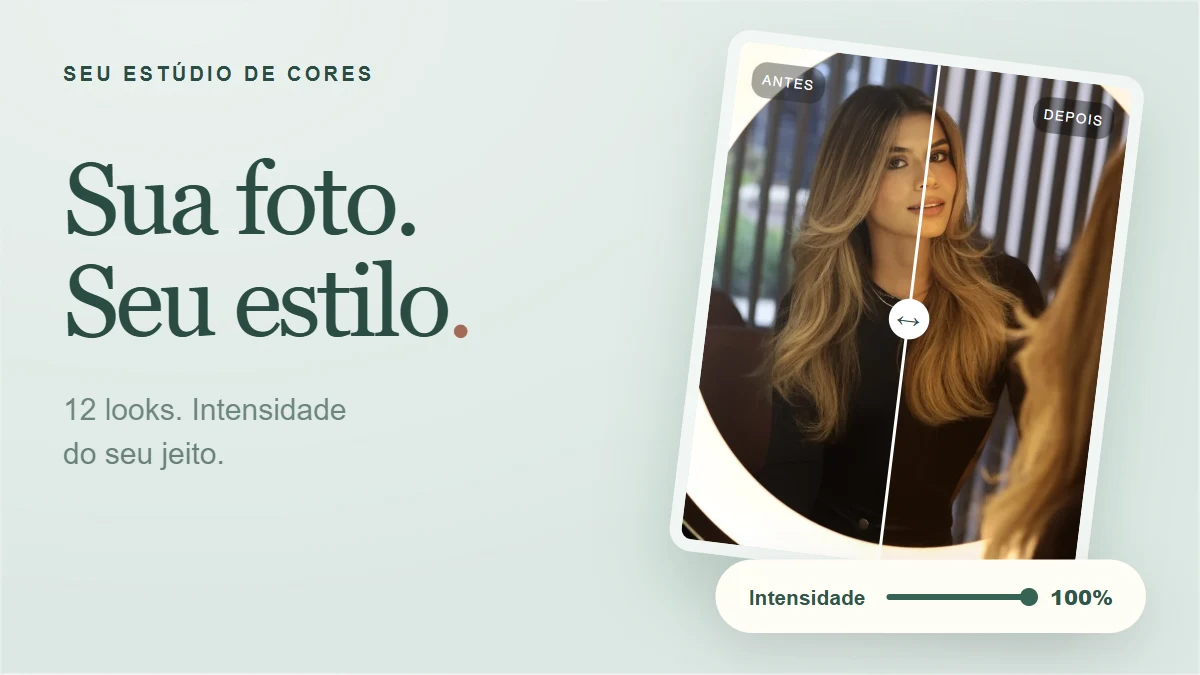 SEU ESTÚDIO DE CORES
Sua foto.
Seu estilo.
12 looks. Intensidade
do seu jeito.
ANTES
DEPOIS
Intensidade 100%